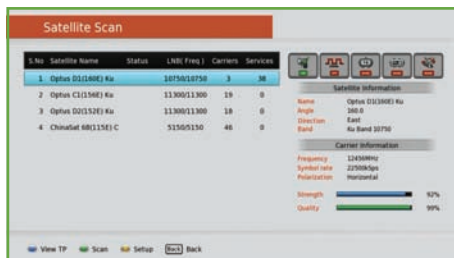 Satellite Scan
S.No Satellite Name Status LNB( Freq ) Carriers Services
1 Optus D1(160E) Ku 10750/10750 3 38
2 Optus C1(156E) Ku 11300/11300 19 0
3 Optus D2(152E) Ku 11300/11300 18 0
4 ChinaSat 6B(115E) C 5150/5150 46 0
Satellite Information
Name Optus D1(160E) Ku
Angle 160.0
Direction East
Band Ku Band 10750
Carrier Information
Frequency 12456MHz
Symbol rate 22500kSps
Polarization Horizontal
Strength 92%
Quality 99%
View TP Scan Setup Back Back